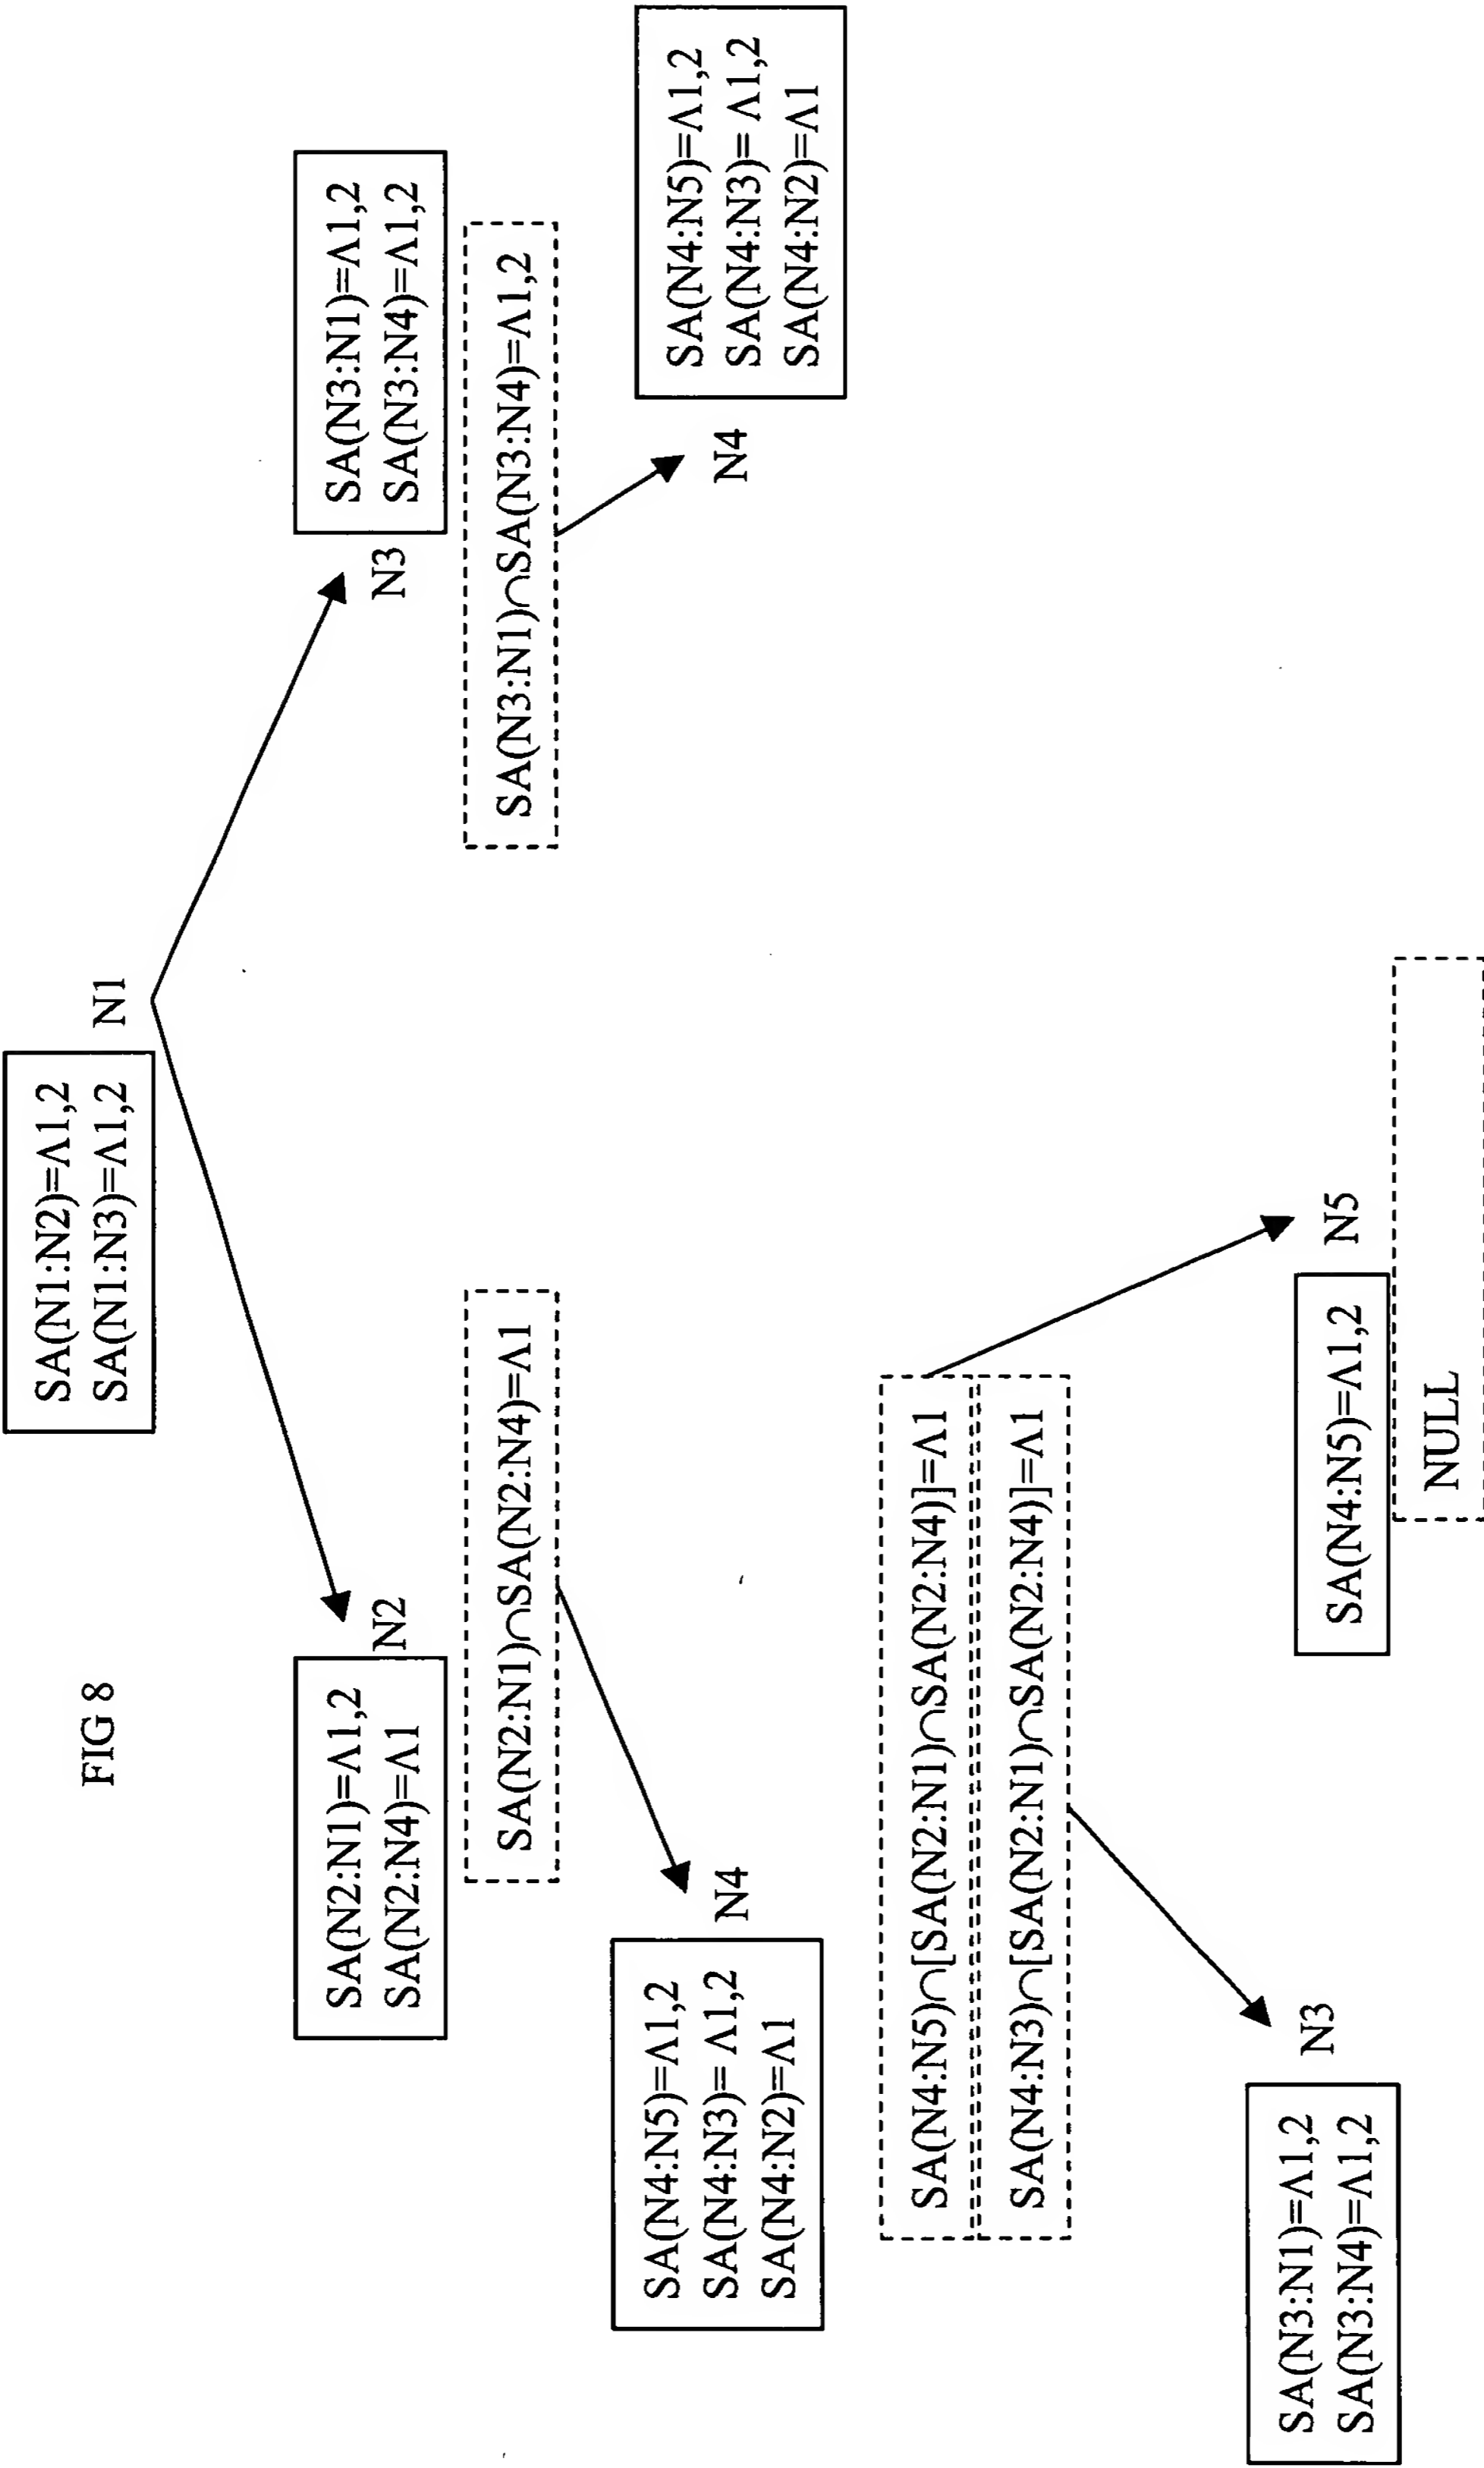 FIG 8
SA(N1:N2)=Λ1,2
SA(N1:N3)=Λ1,2
N1
SA(N2:N1)=Λ1,2
SA(N2:N4)=Λ1
N2
SA(N3:N1)=Λ1,2
SA(N3:N4)=Λ1,2
N3
SA(N2:N1)∩SA(N2:N4)=Λ1
SA(N3:N1)∩SA(N3:N4)=Λ1,2
SA(N4:N5)=Λ1,2
SA(N4:N3)= Λ1,2
SA(N4:N2)=Λ1
N4
SA(N4:N5)=Λ1,2
SA(N4:N3)= Λ1,2
SA(N4:N2)=Λ1
N4
SA(N4:N5)∩[SA(N2:N1)∩SA(N2:N4)]=Λ1
SA(N4:N3)∩[SA(N2:N1)∩SA(N2:N4)]=Λ1
SA(N3:N1)=Λ1,2
SA(N3:N4)=Λ1,2
N3
SA(N4:N5)=Λ1,2
N5
NULL